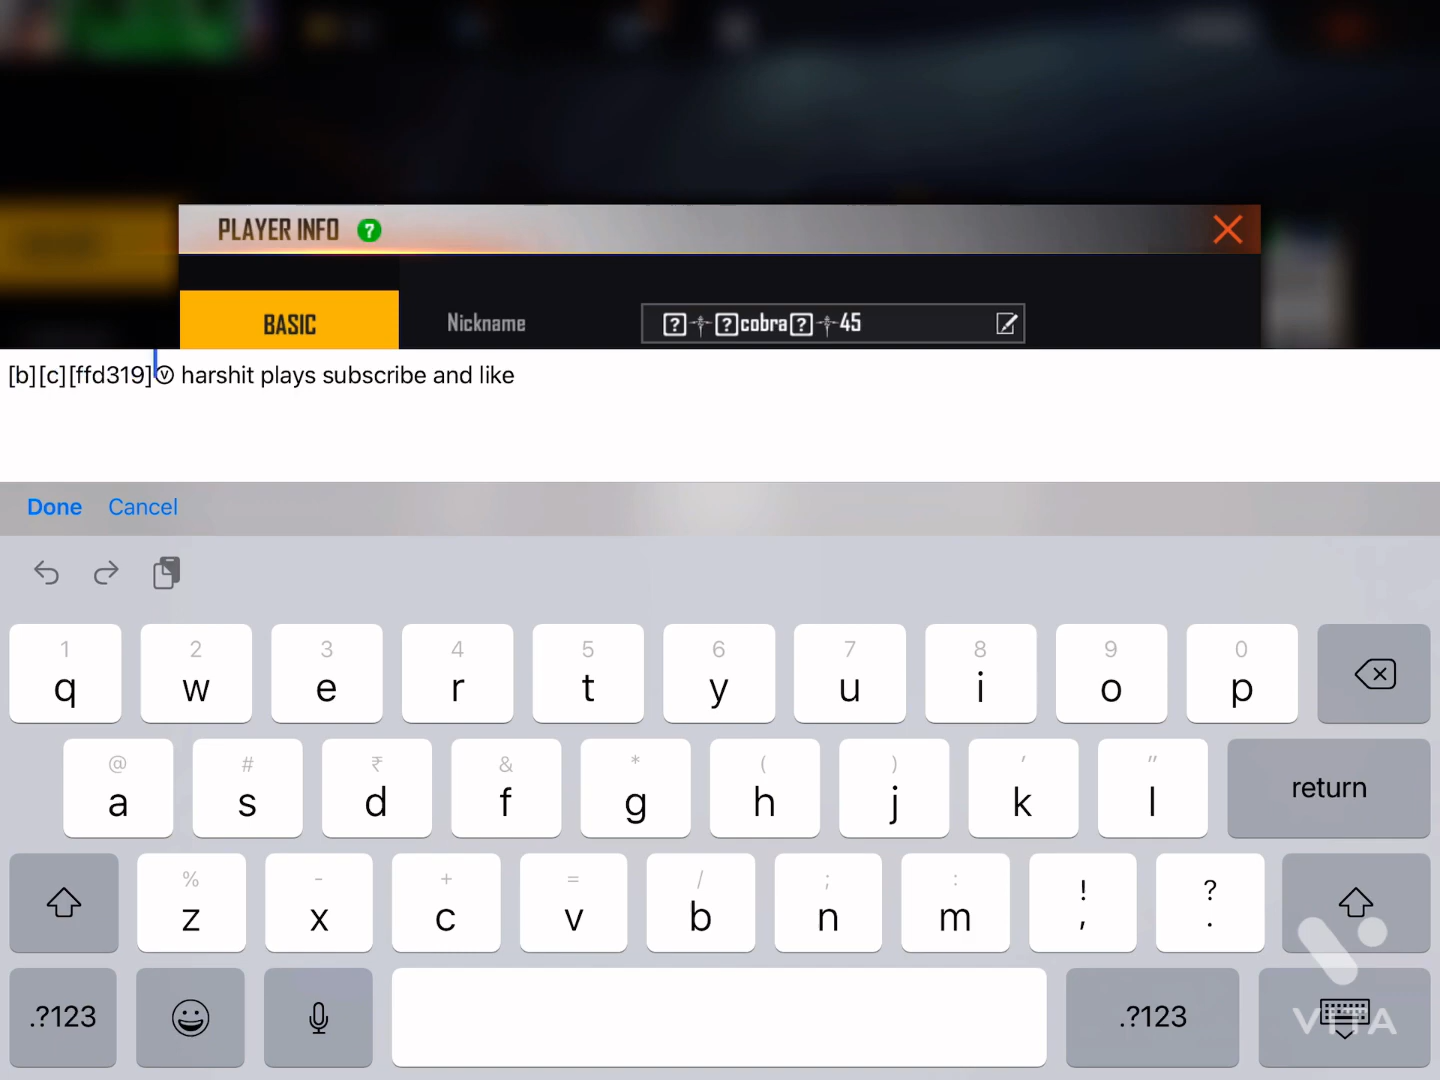 PLAYER INFO ?
BASIC
Nickname
?⸸?cobra?⸸45
[b][c][ffd319]ⓥ harshit plays subscribe and like
Done Cancel
1 2 3 4 5 6 7 8 9 0
q w e r t y u i o p
@ # ₹ & * ( ) ' "
a s d f g h j k l return
% - + = / ; : ! ?
z x c v b n m , .
.?123 .?123
VITA